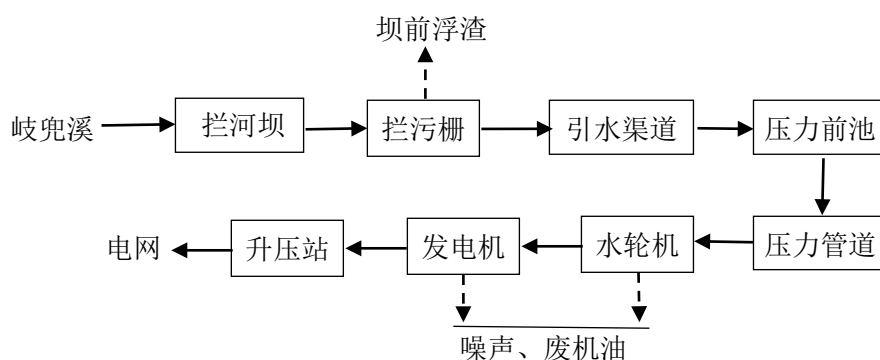 坝前浮渣
岐兜溪
拦河坝
拦污栅
引水渠道
压力前池
电网
升压站
发电机
水轮机
压力管道
噪声、废机油